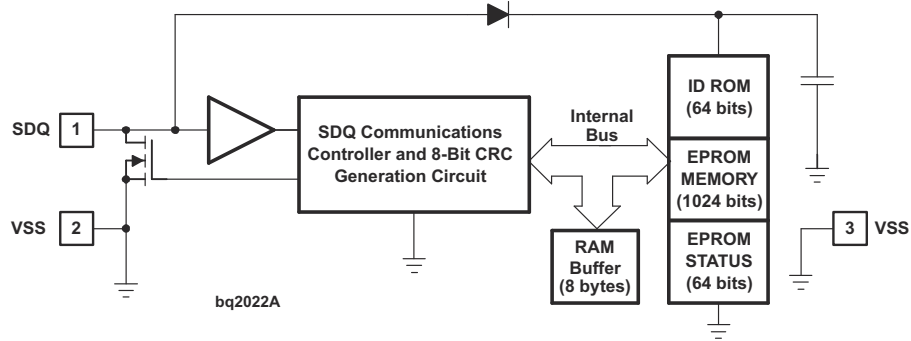 ID ROM
(64 bits)
SDQ 1
SDQ Communications
Controller and 8-Bit CRC
Generation Circuit
Internal
Bus
EPROM
MEMORY
(1024 bits)
VSS 2
RAM
Buffer
(8 bytes)
EPROM
STATUS
(64 bits)
3 VSS
bq2022A